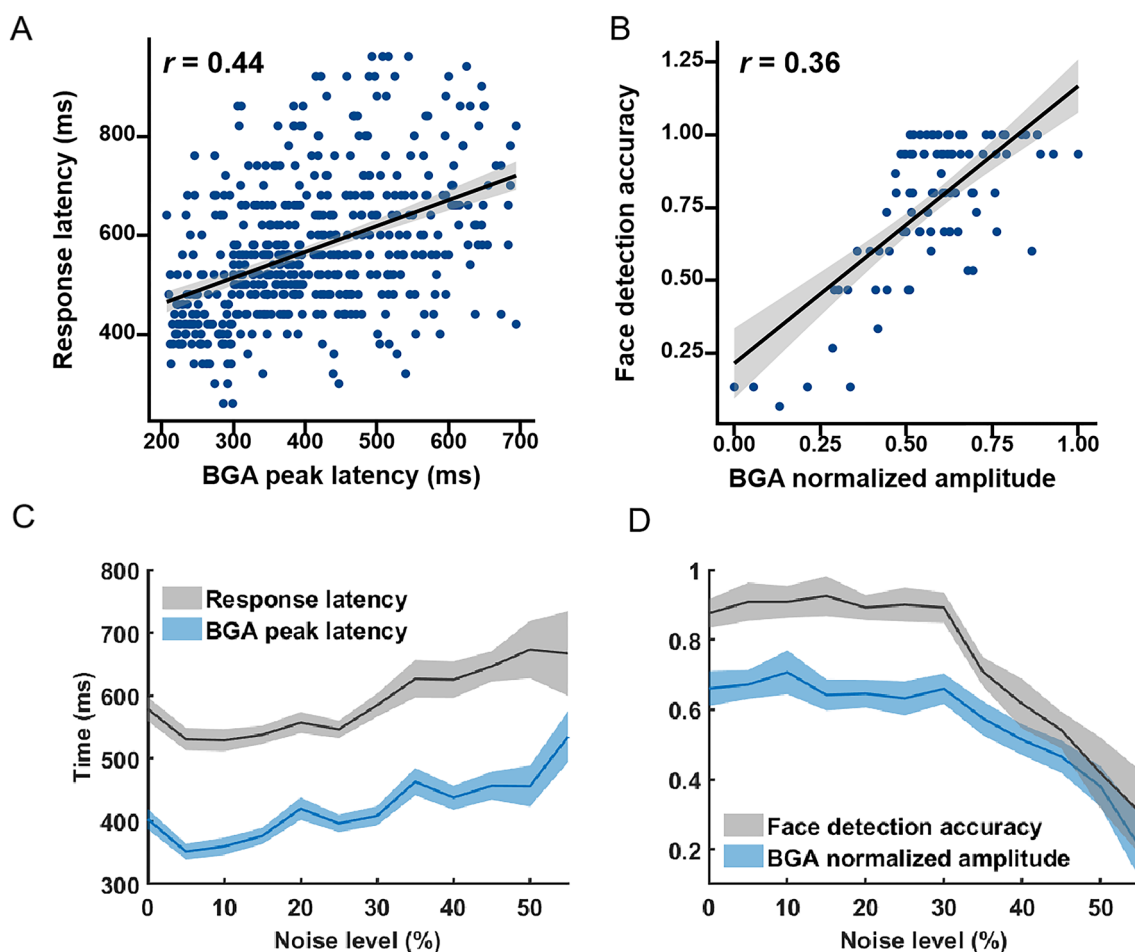 A
r = 0.44
Response latency (ms)
800
600
400
200 300 400 500 600 700
BGA peak latency (ms)
B
r = 0.36
Face detection accuracy
1.25
1.00
0.75
0.50
0.25
0.00 0.25 0.50 0.75 1.00
BGA normalized amplitude
C
Time (ms)
800
700
600
500
400
300
Response latency
BGA peak latency
0 10 20 30 40 50
Noise level (%)
D
1
0.8
0.6
0.4
0.2
Face detection accuracy
BGA normalized amplitude
0 10 20 30 40 50
Noise level (%)